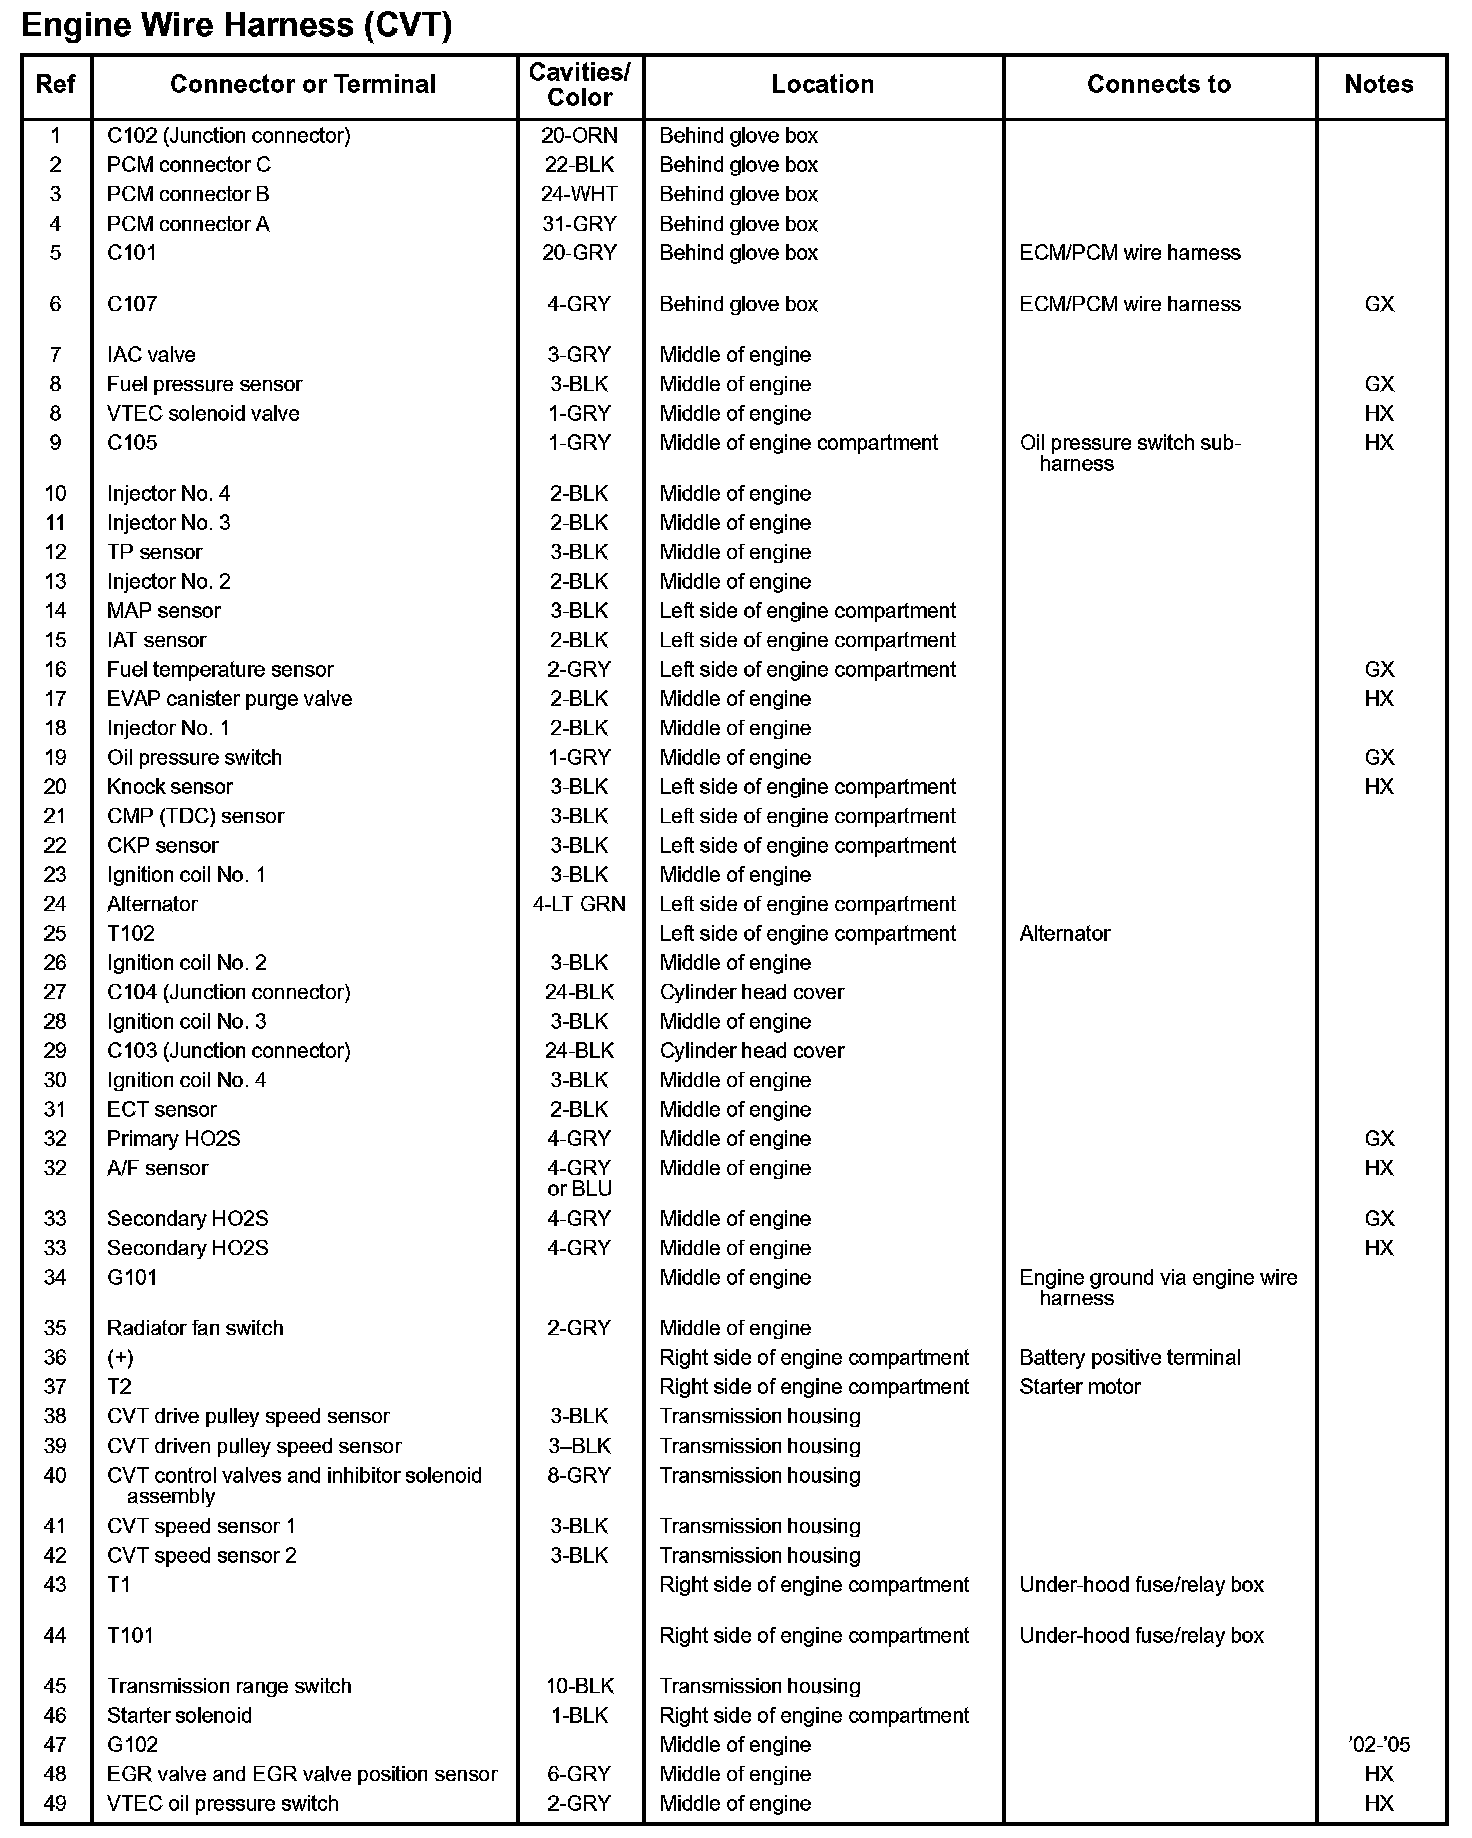 Engine Wire Harness (CVT)
Ref Connector or Terminal Cavities/ Color Location Connects to Notes
1 C102 (Junction connector) 20-ORN Behind glove box
2 PCM connector C 22-BLK Behind glove box
3 PCM connector B 24-WHT Behind glove box
4 PCM connector A 31-GRY Behind glove box
5 C101 20-GRY Behind glove box ECM/PCM wire harness
6 C107 4-GRY Behind glove box ECM/PCM wire harness GX
7 IAC valve 3-GRY Middle of engine
8 Fuel pressure sensor 3-BLK Middle of engine GX
8 VTEC solenoid valve 1-GRY Middle of engine HX
9 C105 1-GRY Middle of engine compartment Oil pressure switch sub- HX
harness
10 Injector No. 4 2-BLK Middle of engine
11 Injector No. 3 2-BLK Middle of engine
12 TP sensor 3-BLK Middle of engine
13 Injector No. 2 2-BLK Middle of engine
14 MAP sensor 3-BLK Left side of engine compartment
15 IAT sensor 2-BLK Left side of engine compartment
16 Fuel temperature sensor 2-GRY Left side of engine compartment GX
17 EVAP canister purge valve 2-BLK Middle of engine HX
18 Injector No. 1 2-BLK Middle of engine
19 Oil pressure switch 1-GRY Middle of engine GX
20 Knock sensor 3-BLK Left side of engine compartment HX
21 CMP (TDC) sensor 3-BLK Left side of engine compartment
22 CKP sensor 3-BLK Left side of engine compartment
23 Ignition coil No. 1 3-BLK Middle of engine
24 Alternator 4-LT GRN Left side of engine compartment
25 T102 Left side of engine compartment Alternator
26 Ignition coil No. 2 3-BLK Middle of engine
27 C104 (Junction connector) 24-BLK Cylinder head cover
28 Ignition coil No. 3 3-BLK Middle of engine
29 C103 (Junction connector) 24-BLK Cylinder head cover
30 Ignition coil No. 4 3-BLK Middle of engine
31 ECT sensor 2-BLK Middle of engine
32 Primary HO2S 4-GRY Middle of engine GX
32 A/F sensor 4-GRY Middle of engine HX
or BLU
33 Secondary HO2S 4-GRY Middle of engine GX
33 Secondary HO2S 4-GRY Middle of engine HX
34 G101 Middle of engine Engine ground via engine wire
harness
35 Radiator fan switch 2-GRY Middle of engine
36 (+) Right side of engine compartment Battery positive terminal
37 T2 Right side of engine compartment Starter motor
38 CVT drive pulley speed sensor 3-BLK Transmission housing
39 CVT driven pulley speed sensor 3–BLK Transmission housing
40 CVT control valves and inhibitor solenoid 8-GRY Transmission housing
assembly
41 CVT speed sensor 1 3-BLK Transmission housing
42 CVT speed sensor 2 3-BLK Transmission housing
43 T1 Right side of engine compartment Under-hood fuse/relay box
44 T101 Right side of engine compartment Under-hood fuse/relay box
45 Transmission range switch 10-BLK Transmission housing
46 Starter solenoid 1-BLK Right side of engine compartment
47 G102 Middle of engine ’02-’05
48 EGR valve and EGR valve position sensor 6-GRY Middle of engine HX
49 VTEC oil pressure switch 2-GRY Middle of engine HX